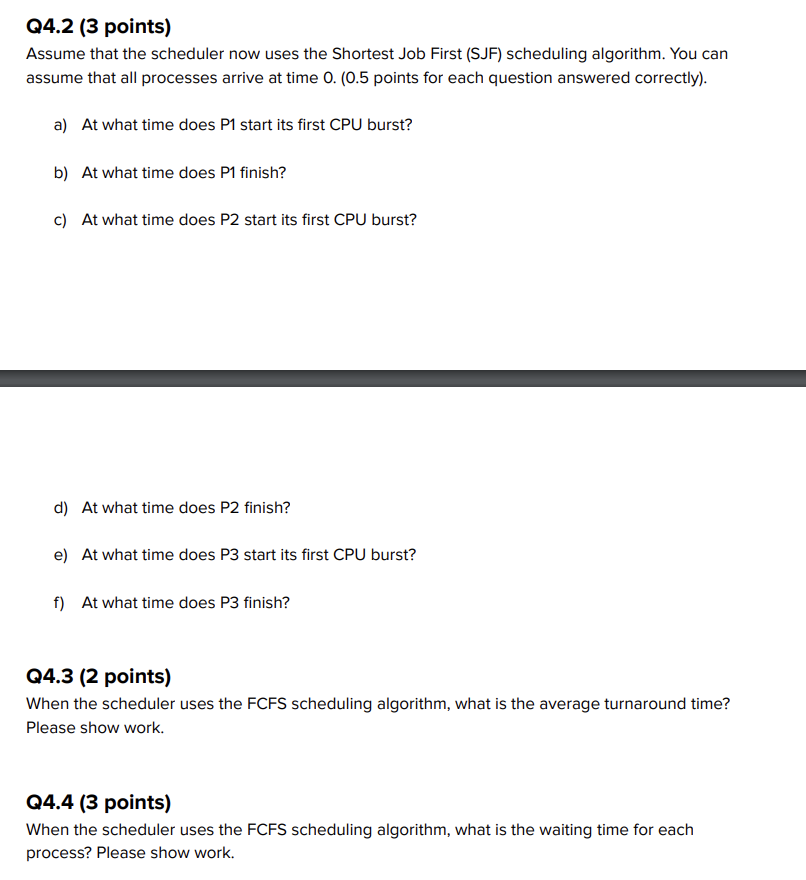 Q4.2 (3 points)
Assume that the scheduler now uses the Shortest Job First (SJF) scheduling algorithm. You can
assume that all processes arrive at time 0. (0.5 points for each question answered correctly).
a) At what time does P1 start its first CPU burst?
b) At what time does P1 finish?
c) At what time does P2 start its first CPU burst?
d) At what time does P2 finish?
e) At what time does P3 start its first CPU burst?
f) At what time does P3 finish?
Q4.3 (2 points)
When the scheduler uses the FCFS scheduling algorithm, what is the average turnaround time?
Please show work.
Q4.4 (3 points)
When the scheduler uses the FCFS scheduling algorithm, what is the waiting time for each
process? Please show work.